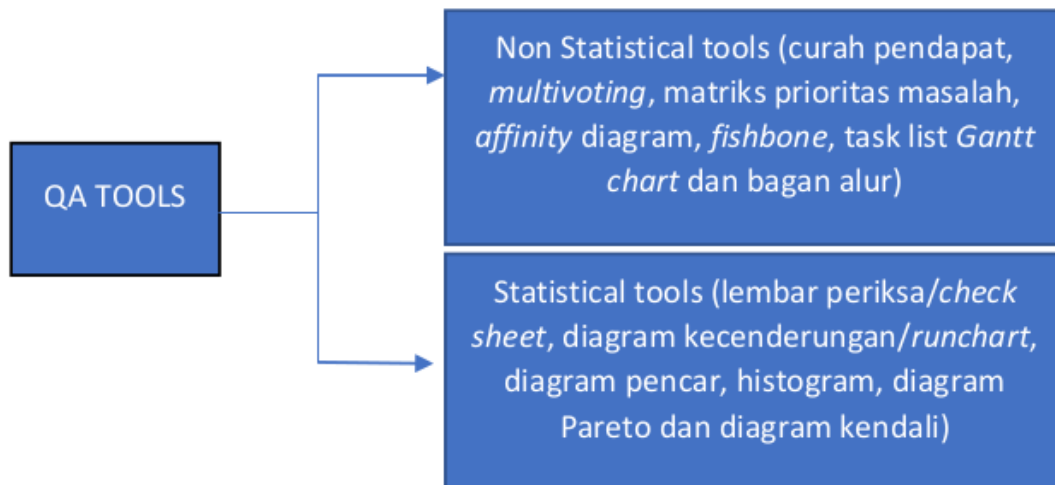 QA TOOLS
Non Statistical tools (curah pendapat,
multivoting, matriks prioritas masalah,
affinity diagram, fishbone, task list Gantt
chart dan bagan alur)
Statistical tools (lembar periksa/check
sheet, diagram kecenderungan/runchart,
diagram pencar, histogram, diagram
Pareto dan diagram kendali)